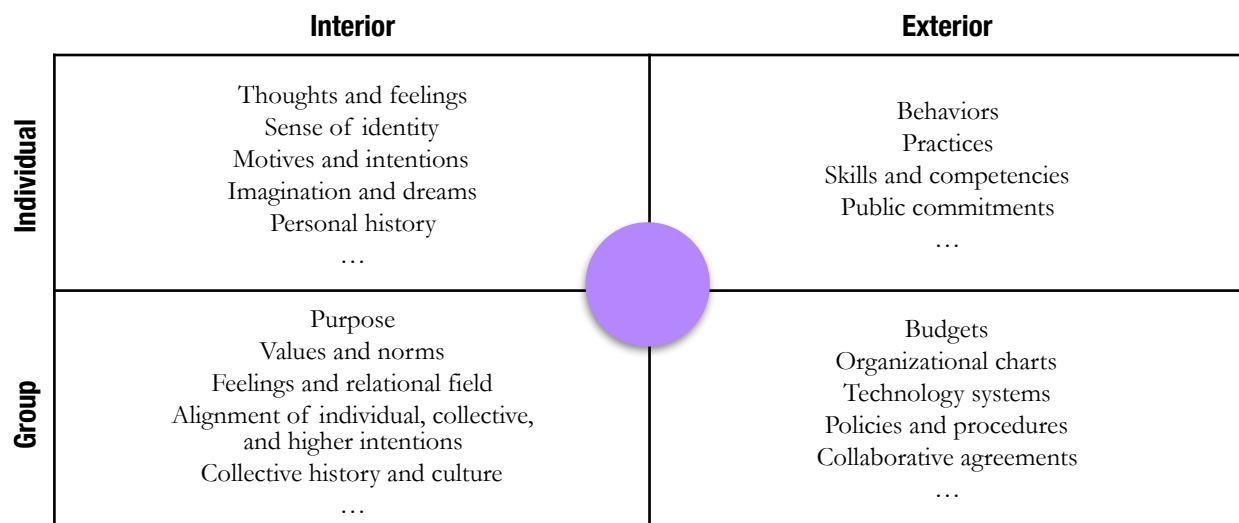 Interior
Exterior
Individual
Thoughts and feelings
Sense of identity
Motives and intentions
Imagination and dreams
Personal history
…
Behaviors
Practices
Skills and competencies
Public commitments
…
Group
Purpose
Values and norms
Feelings and relational field
Alignment of individual, collective,
and higher intentions
Collective history and culture
…
Budgets
Organizational charts
Technology systems
Policies and procedures
Collaborative agreements
…